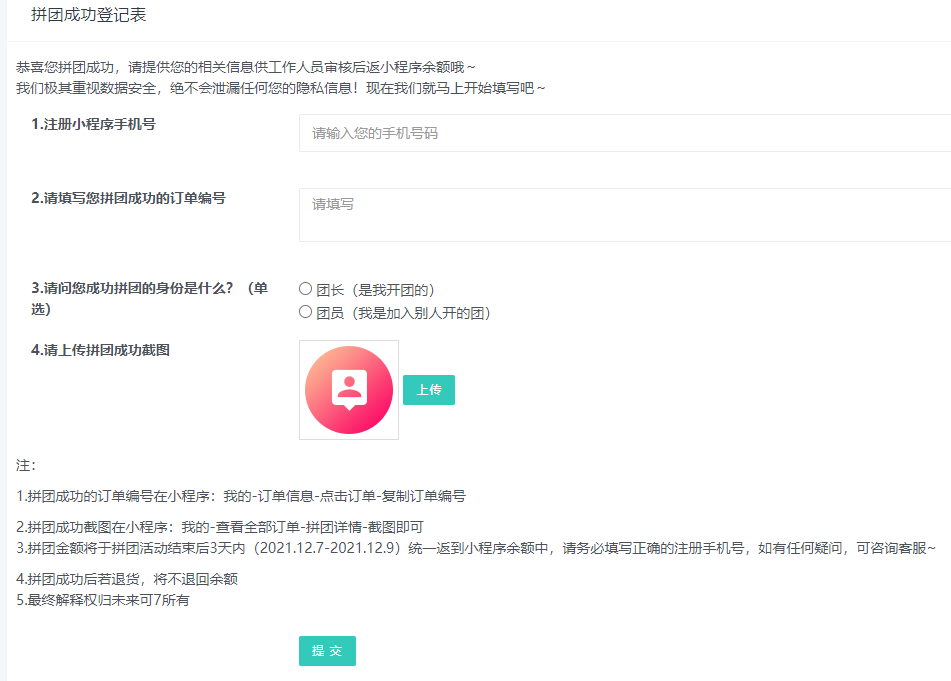 拼团成功登记表
恭喜您拼团成功，请提供您的相关信息供工作人员审核后返小程序余额哦~
我们极其重视数据安全，绝不会泄漏任何您的隐私信息！现在我们就马上开始填写吧~
1.注册小程序手机号
请输入您的手机号码
2.请填写您拼团成功的订单编号
请填写
3.请问您成功拼团的身份是什么？（单
选）
团长（是我开团的）
团员（我是加入别人开的团）
4.请上传拼团成功截图
上传
注：
1.拼团成功的订单编号在小程序：我的-订单信息-点击订单-复制订单编号
2.拼团成功截图在小程序：我的-查看全部订单-拼团详情-截图即可
3.拼团金额将于拼团活动结束后3天内（2021.12.7-2021.12.9）统一返到小程序余额中，请务必填写正确的注册手机号，如有任何疑问，可咨询客服~
4.拼团成功后若退货，将不退回余额
5.最终解释权归未来可7所有
提 交